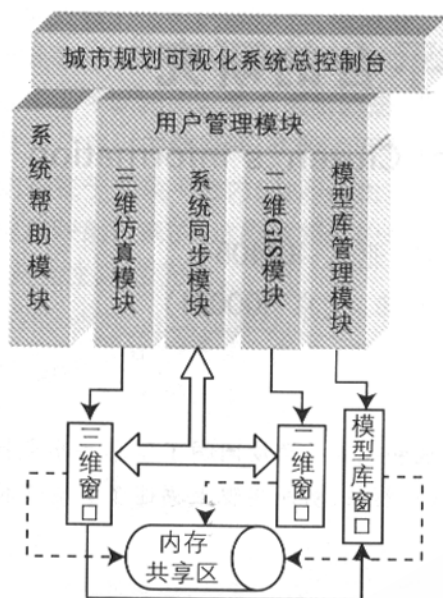 城市规划可视化系统总控制台
系统帮助模块
用户管理模块
三维仿真模块
系统同步模块
二维GIS模块
模型库管理模块
三维窗口
二维窗口
模型库窗口
内存
共享区